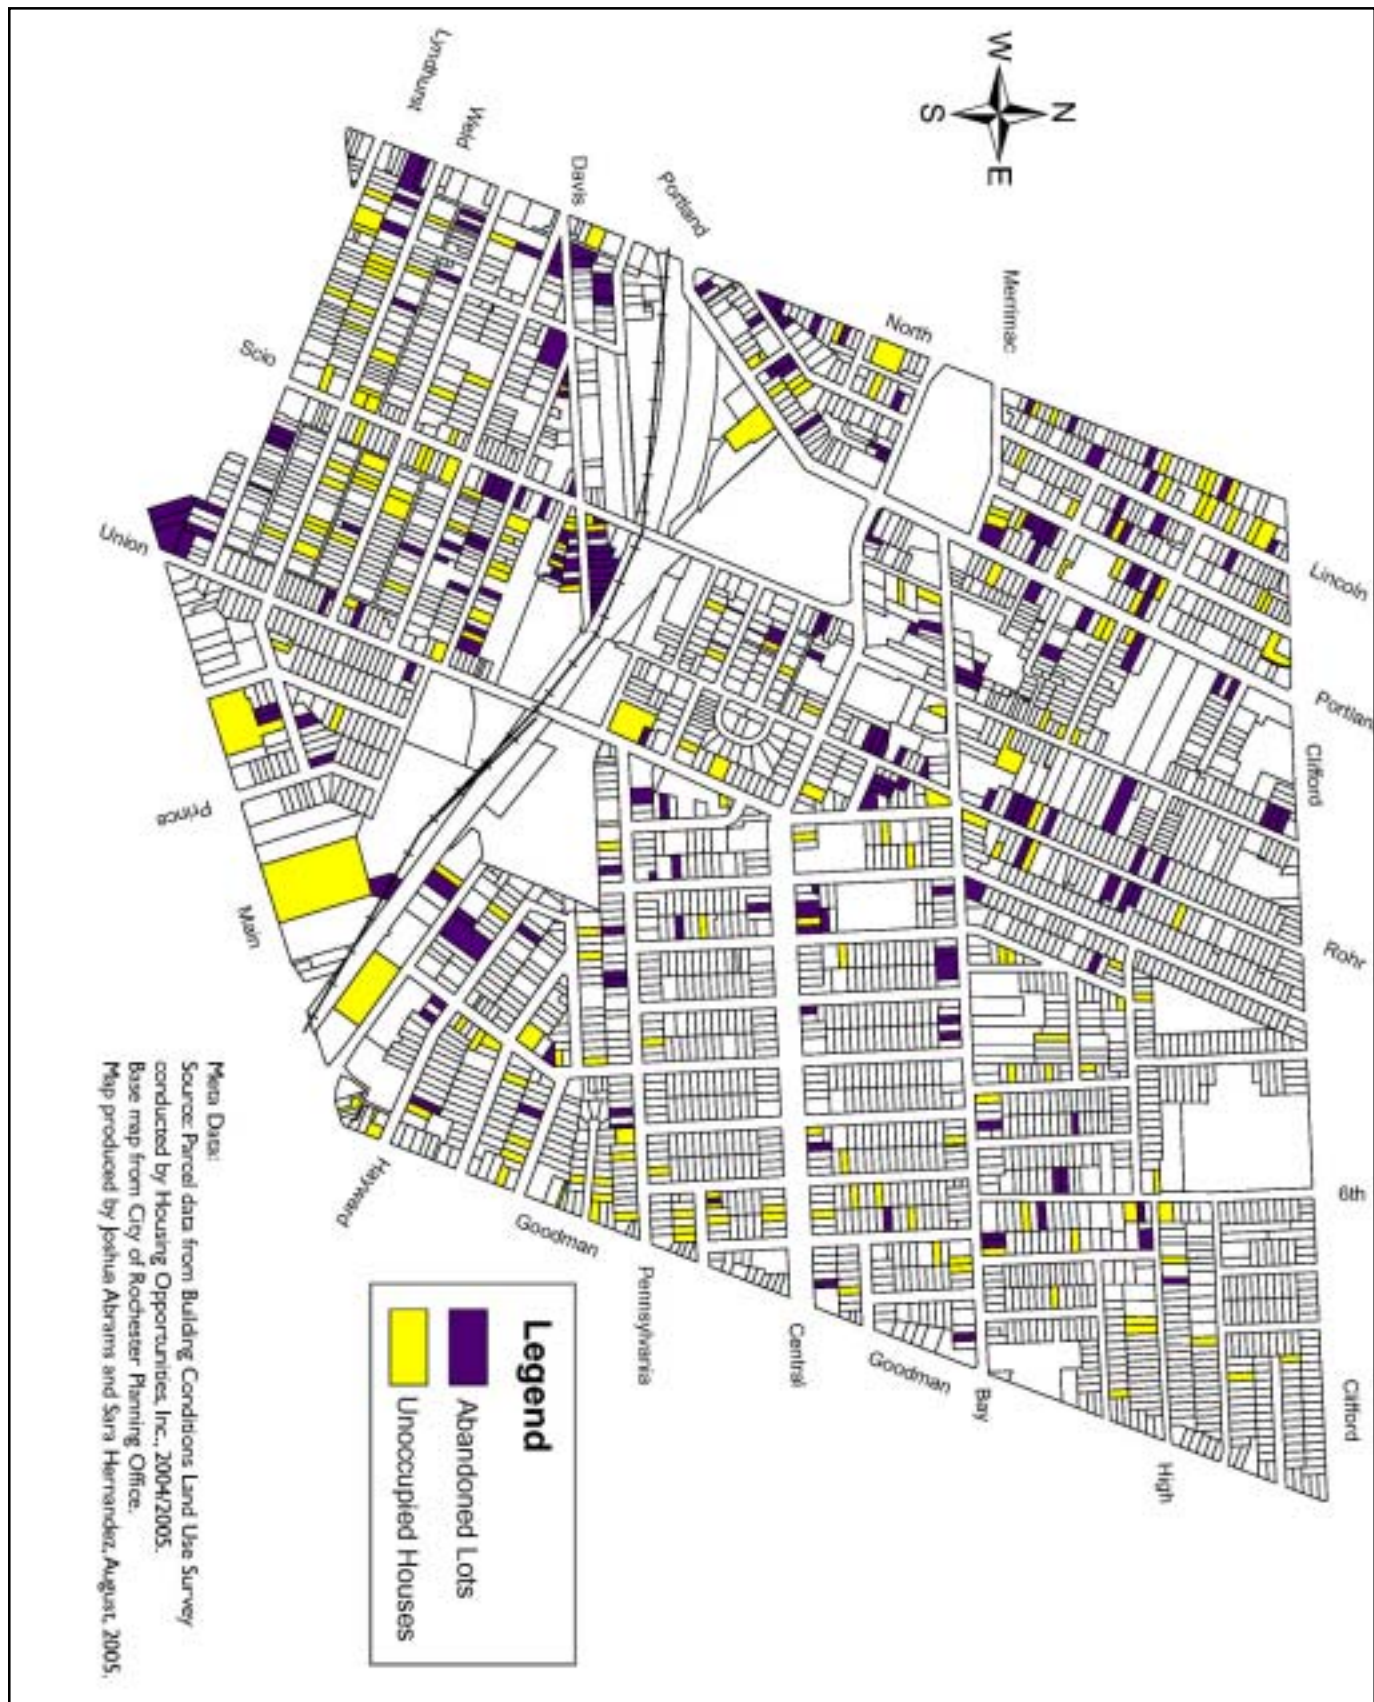 W
N
S
E
Lyndhurst
Weld
Davis
Portland
North
Merrimac
Scio
Union
Lincoln
Portlan
Clifford
Prince
Main
Rohr
6th
Hayward
Goodman
Pennsylvania
Central
Goodman
Bay
High
Clifford
Legend
Abandoned Lots
Unoccupied Houses
Meta Data:
Source: Parcel data from Building Conditions Land Use Survey
conducted by Housing Opportunities, Inc., 2004/2005.
Base map from City of Rochester Planning Office.
Map produced by Joshua Abrams and Sara Hernandez, August, 2005.